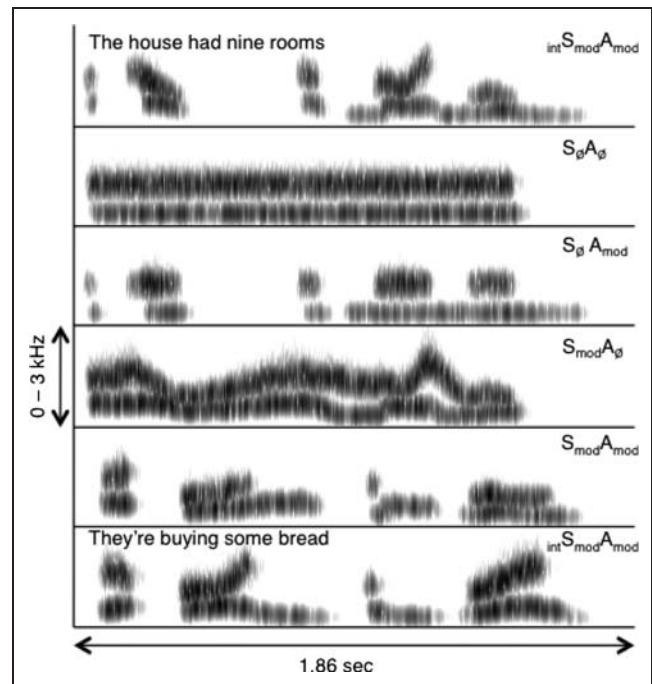 The house had nine rooms
intSmodAmod
SøAø
Sø Amod
0 – 3 kHz
SmodAø
SmodAmod
They're buying some bread
intSmodAmod
1.86 sec